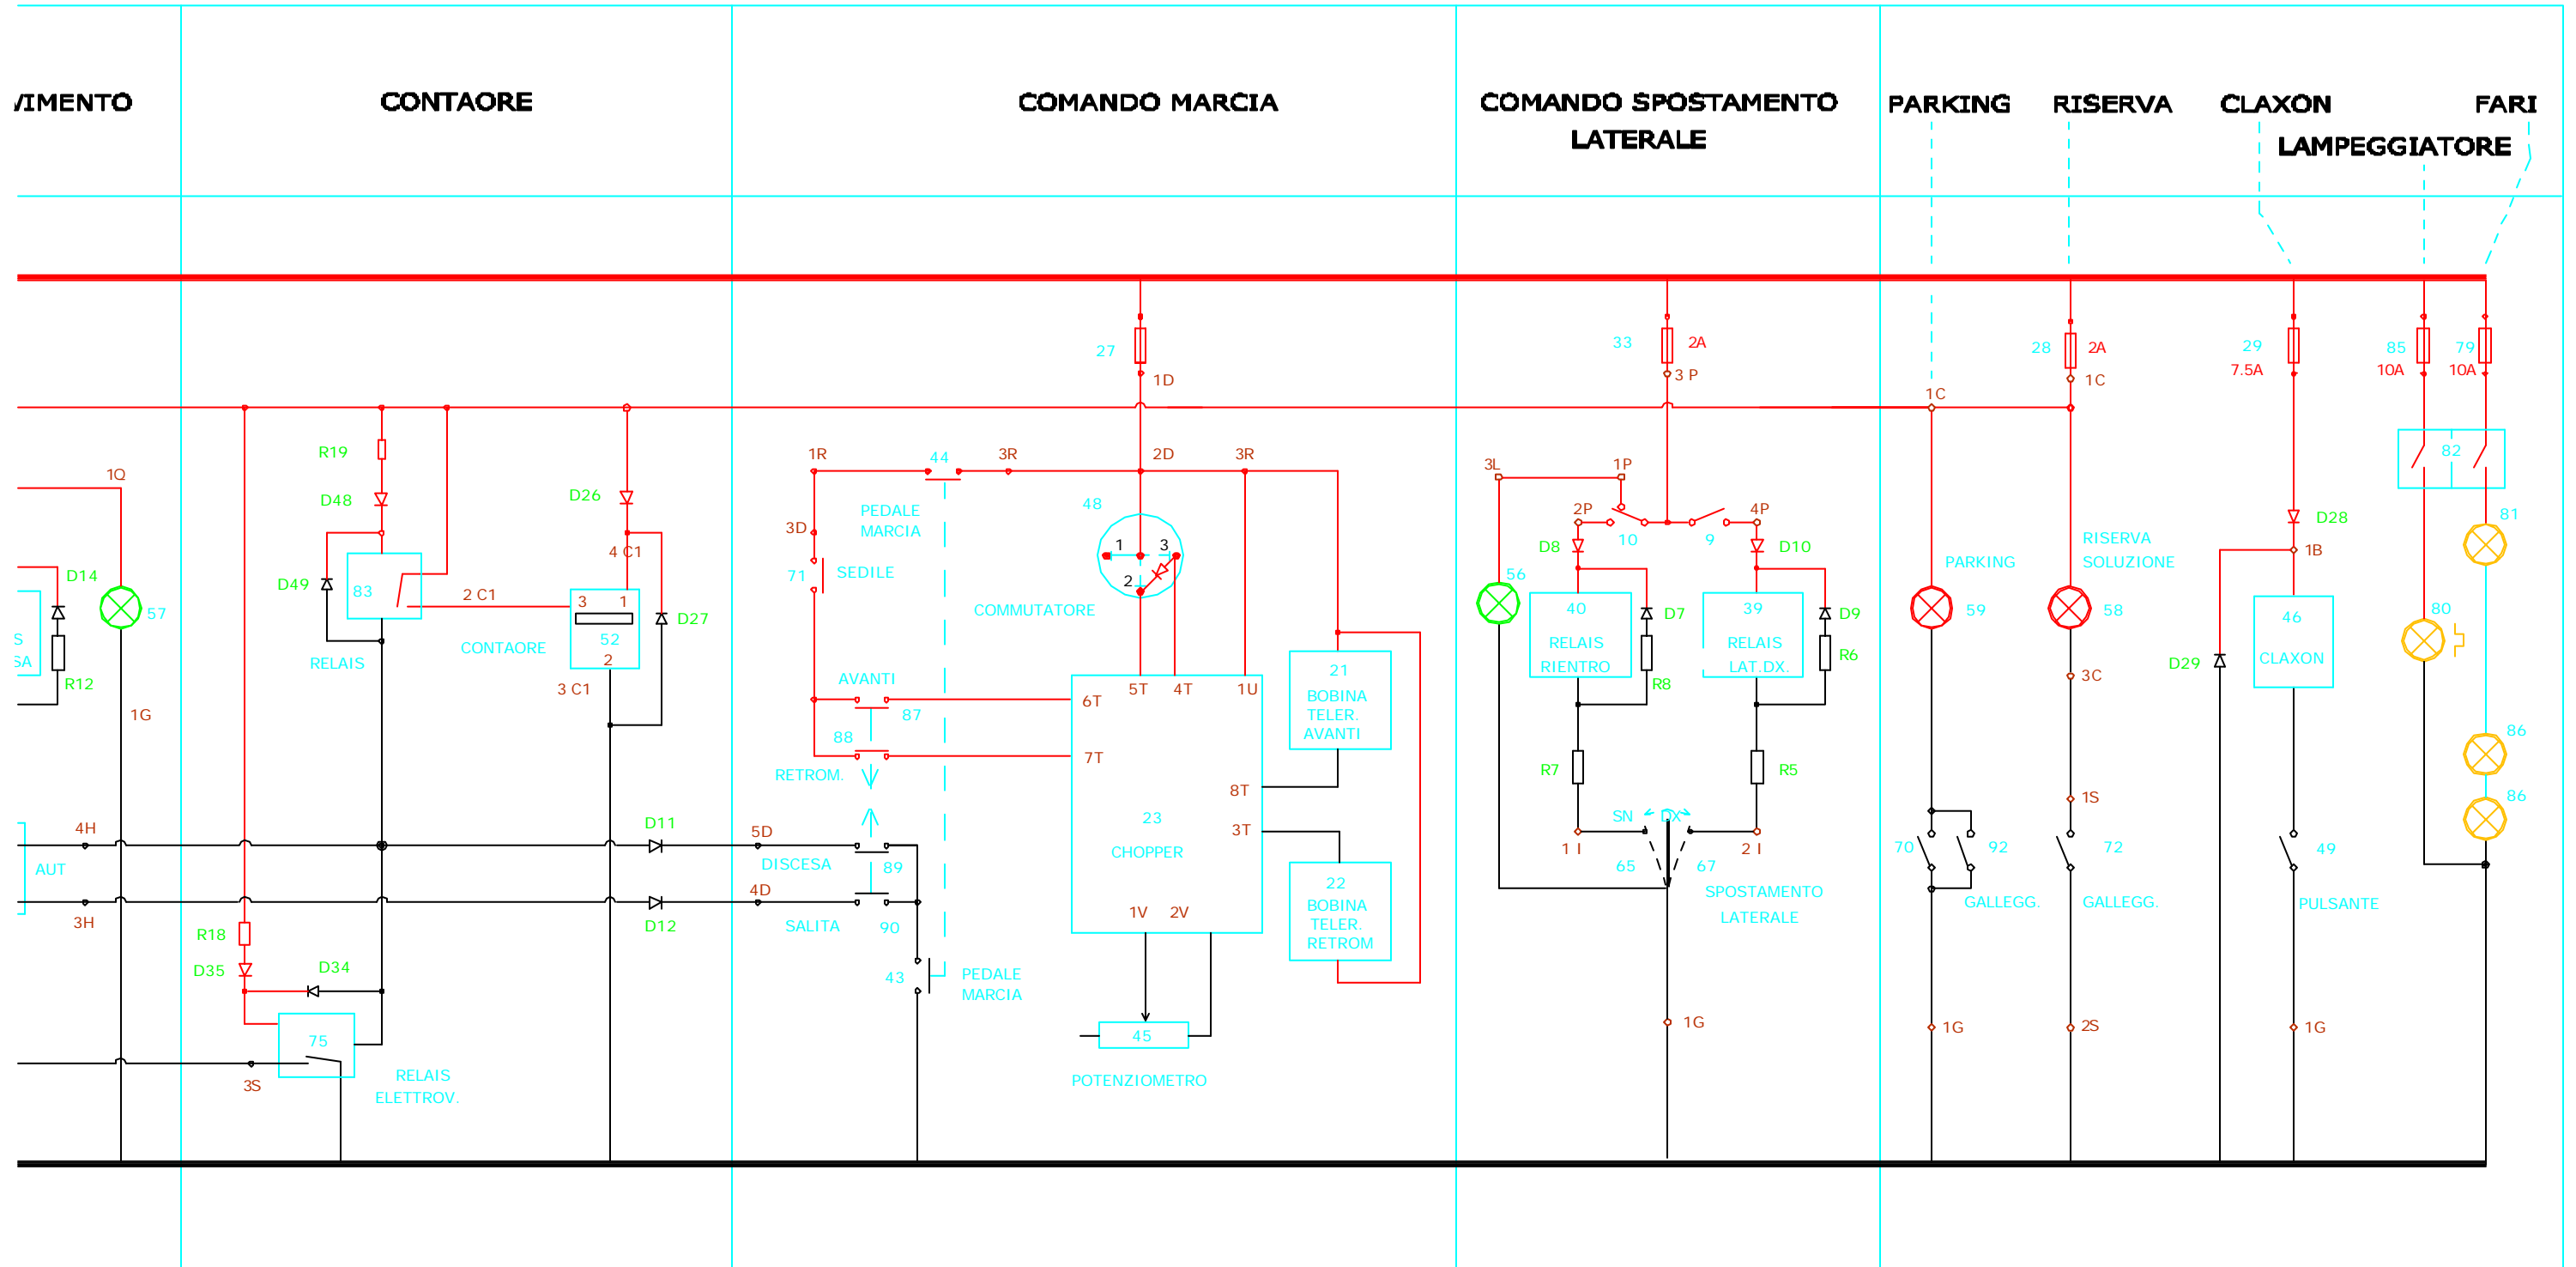 VIMENTO
CONTAORE
COMANDO MARCIA
COMANDO SPOSTAMENTO
LATERALE
PARKING
RISERVA
CLAXON
FARI
LAMPEGGIATORE
1Q
D14
57
R12
1G
4H
AUT
3H
R19
D48
D49
83
RELAIS
2 C1
D26
4 C1
3
1
52
2
D27
CONTAORE
3 C1
D11
D12
R18
D35
D34
75
3S
RELAIS
ELETTROV.
27
1D
1R
44
3R
2D
3R
PEDALE
MARCIA
48
3D
71
SEDILE
1
3
2
COMMUTATORE
AVANTI
87
88
RETROM.
6T
5T
4T
1U
7T
8T
3T
23
CHOPPER
1V
2V
21
BOBINA
TELER.
AVANTI
22
BOBINA
TELER.
RETROM
5D
DISCESA
89
4D
SALITA
90
43
PEDALE
MARCIA
45
POTENZIOMETRO
33
2A
3 P
3L
1P
2P
4P
D8
10
9
D10
56
40
RELAIS
RIENTRO
D7
R8
39
RELAIS
LAT.DX.
D9
R6
R7
R5
SN
DX
1 I
2 I
65
67
SPOSTAMENTO
LATERALE
1G
1C
PARKING
59
70
92
GALLEGG.
1G
28
2A
1C
RISERVA
SOLUZIONE
58
3C
1S
72
GALLEGG.
2S
29
7.5A
D28
1B
46
CLAXON
D29
49
PULSANTE
1G
85
10A
79
10A
82
81
80
86
86